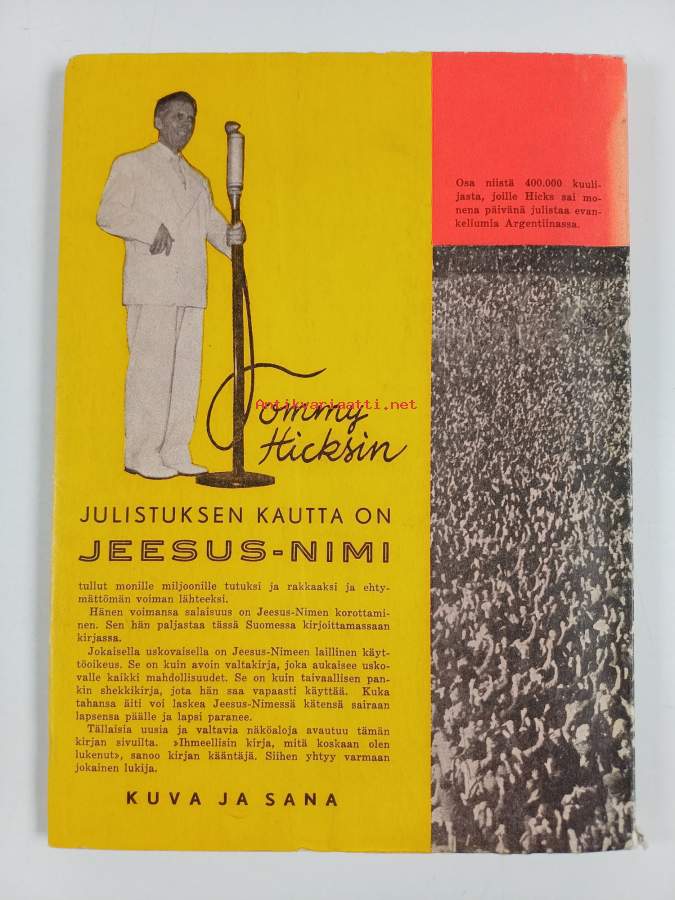 Osa niistä 400.000 kuuli-
jasta, joille Hicks sai mo-
nena päivänä julistaa evan-
keliumia Argentiinassa.
Antikvariaatti.net
Tommy
Hicksin
JULISTUKSEN KAUTTA ON
JEESUS-NIMI
tullut monille miljoonille tutuksi ja rakkaaksi ja ehty-
mättömän voiman lähteeksi.
Hänen voimansa salaisuus on Jeesus-Nimen korottami-
nen. Sen hän paljastaa tässä Suomessa kirjoittamassaan
kirjassa.
Jokaisella uskovaisella on Jeesus-Nimeen laillinen käyt-
töoikeus. Se on kuin avoin valtakirja, joka aukaisee usko-
valle kaikki mahdollisuudet. Se on kuin taivaallisen pan-
kin shekkikirja, jota hän saa vapaasti käyttää. Kuka
tahansa äiti voi laskea Jeesus-Nimessä kätensä sairaan
lapsensa päälle ja lapsi paranee.
Tällaisia uusia ja valtavia näköaloja avautuu tämän
kirjan sivuilta. »Ihmeellisin kirja, mitä koskaan olen
lukenut», sanoo kirjan kääntäjä. Siihen yhtyy varmaan
jokainen lukija.
KUVA JA SANA